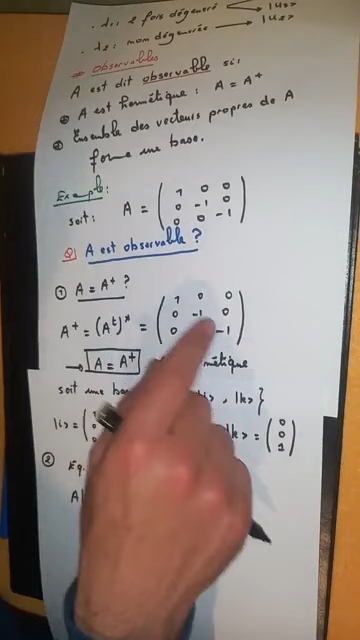 . λ₁: 2 fois dégénéré → |u₃>
. λ₂: non dégénérée → |u₂>
* Observables
A est dit observable si:
① A est hermétique : A = A⁺
② Ensemble des vecteurs propres de A
forme une base.
Exemple:
soit: A = ( 1 0 0
0 -1 0
0 0 -1 )
Q| A est observable ?
① A = A⁺ ?
A⁺ = (Aᵗ)* = ( 1 0 0
0 -1 0
0 -1 )
→ A = A⁺ métique
soit une ba , |k>}
|i> = ( |k> = ( 0
0
1 )
② Eq.
A|